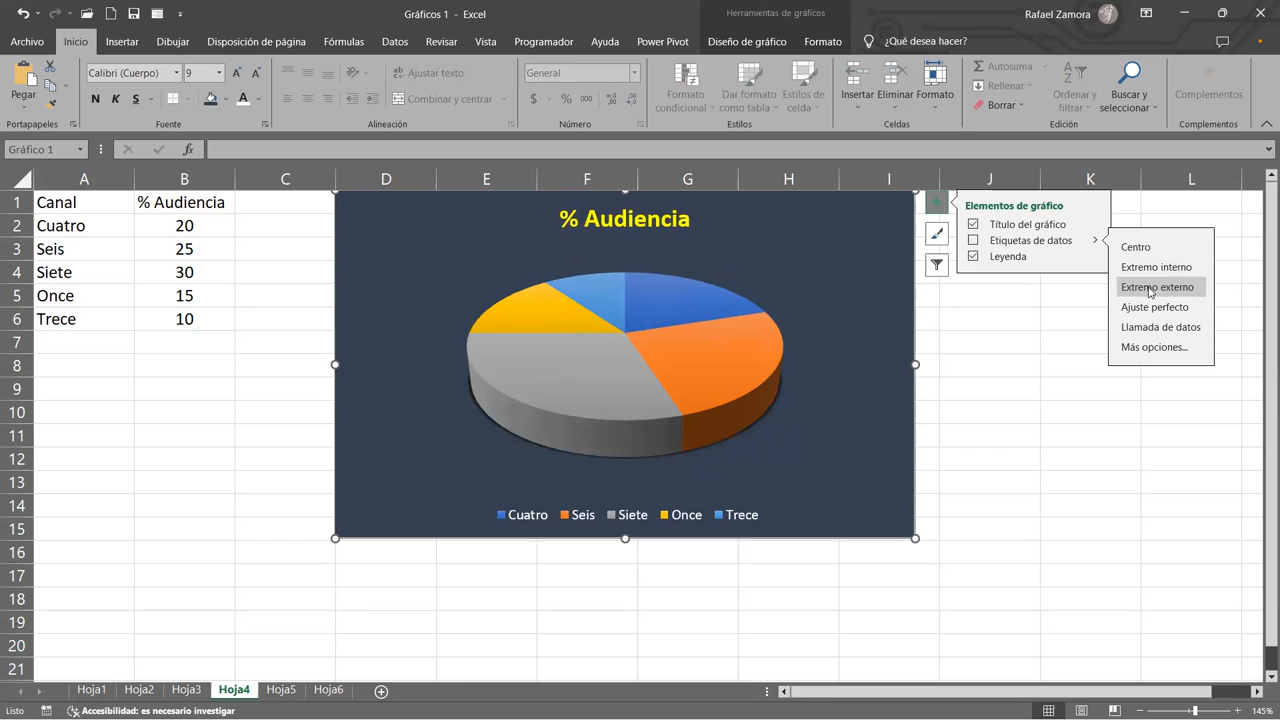 Gráficos 1 - Excel
Herramientas de gráficos
Rafael Zamora
Archivo Inicio Insertar Dibujar Disposición de página Fórmulas Datos Revisar Vista Programador Ayuda Power Pivot Diseño de gráfico Formato ¿Qué desea hacer?
Pegar
Calibri (Cuerpo) 9
N K S
Ajustar texto
Combinar y centrar
General
$ % 000
Formato condicional
Dar formato como tabla
Estilos de celda
Insertar Eliminar Formato
Autosuma
Rellenar
Borrar
Ordenar y filtrar
Buscar y seleccionar
Complementos
Portapapeles Fuente Alineación Número Estilos Celdas Edición Complementos
Gráfico 1 fx
A B C D E F G H I J K L
1 Canal % Audiencia
2 Cuatro 20
3 Seis 25
4 Siete 30
5 Once 15
6 Trece 10
7
8
9
10
11
12
13
14
15
16
17
18
19
20
21
% Audiencia
Cuatro Seis Siete Once Trece
Elementos de gráfico
Título del gráfico
Etiquetas de datos
Leyenda
Centro
Extremo interno
Extremo externo
Ajuste perfecto
Llamada de datos
Más opciones...
Hoja1 Hoja2 Hoja3 Hoja4 Hoja5 Hoja6
Listo Accesibilidad: es necesario investigar 145%